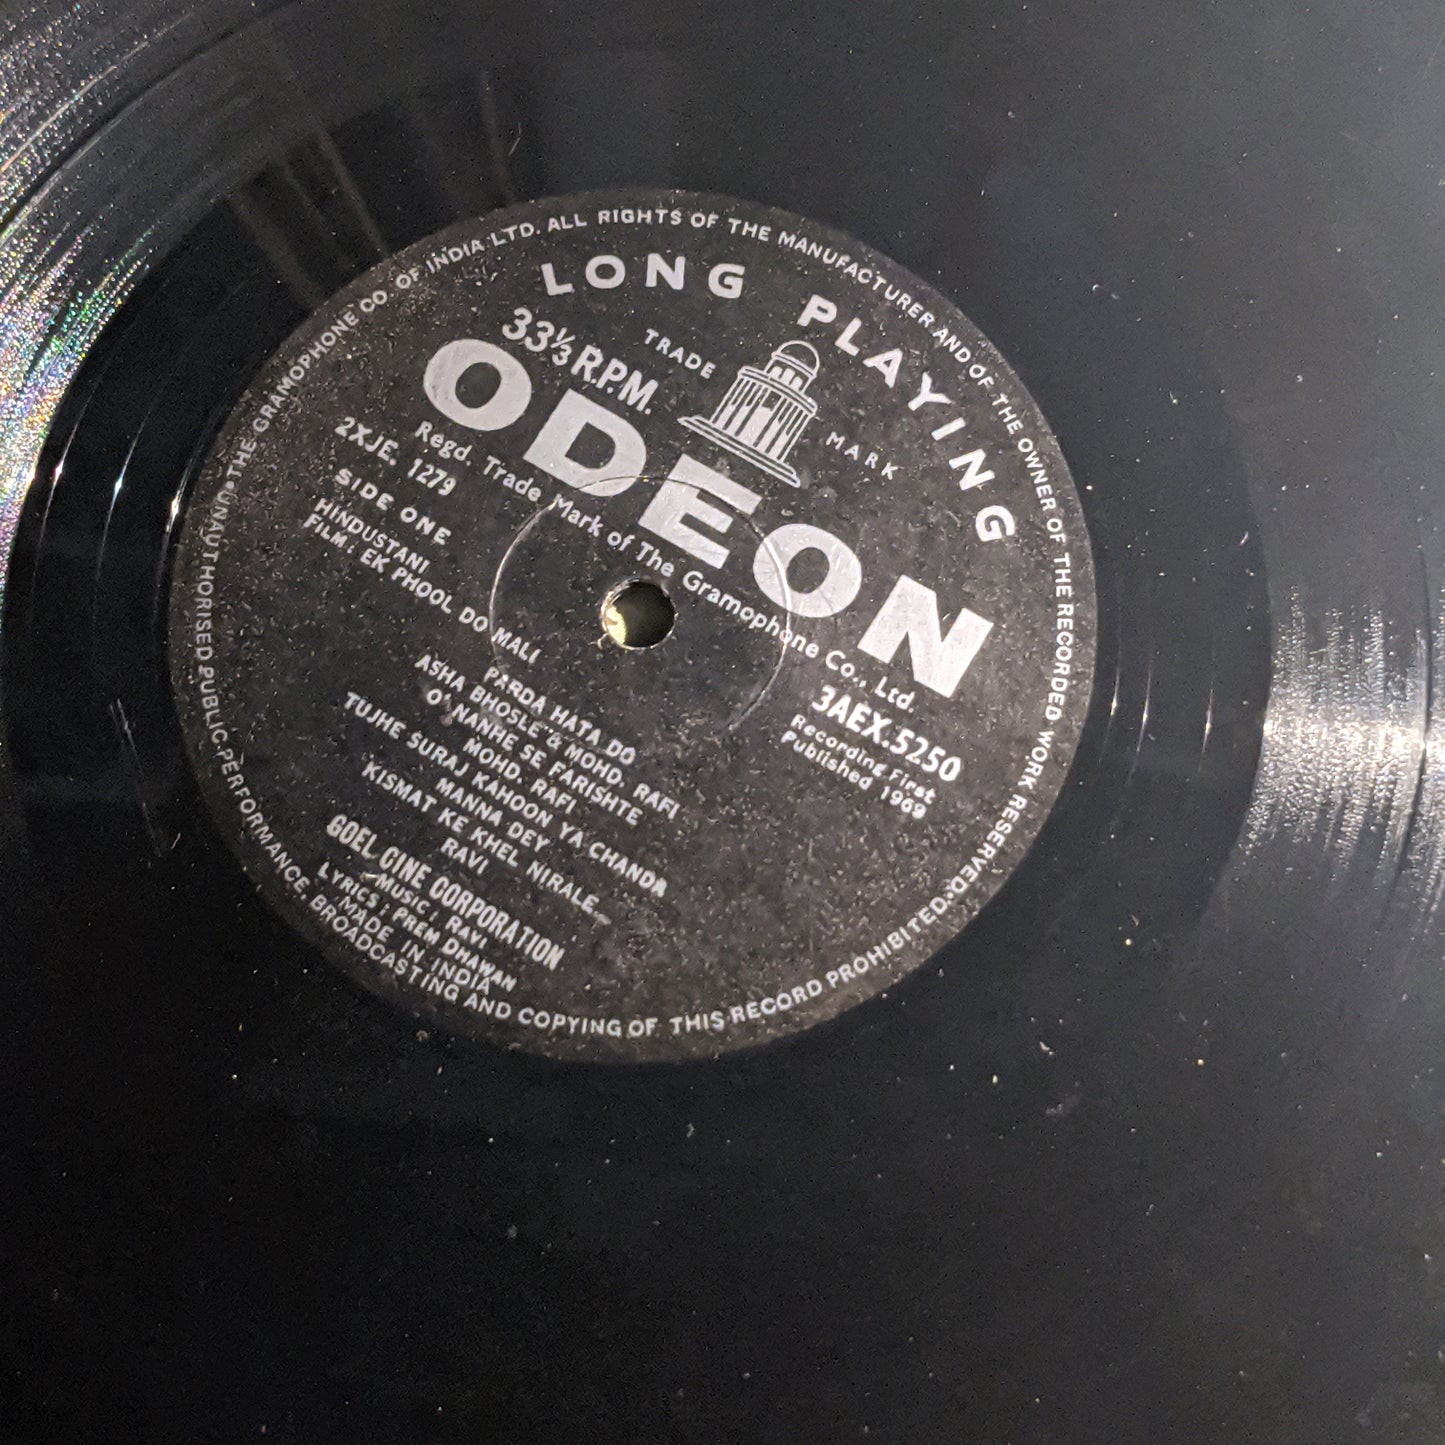 THE GRAMOPHONE CO. OF INDIA LTD. ALL RIGHTS OF THE MANUFACTURER AND OF THE OWNER OF THE RECORDED WORK RESERVED. UNAUTHORISED PUBLIC PERFORMANCE. BROADCASTING AND COPYING OF THIS RECORD PROHIBITED.
LONG PLAYING
33⅓ R.P.M.
TRADE MARK
ODEON
Regd. Trade Mark of The Gramophone Co., Ltd.
2XJE. 1279
SIDE ONE
3AEX.5250
Recording First
Published 1969
HINDUSTANI
FILM: EK PHOOL DO MALI
PARDA HATA DO
ASHA BHOSLE & MOHD. RAFI
O' NANHE SE FARISHTE
MOHD. RAFI
TUJHE SURAJ KAHOON YA CHANDA
MANNA DEY
KISMAT KE KHEL NIRALE...
RAVI
GOEL CINE CORPORATION
MUSIC: RAVI
LYRICS: PREM DHAWAN
MADE IN INDIA